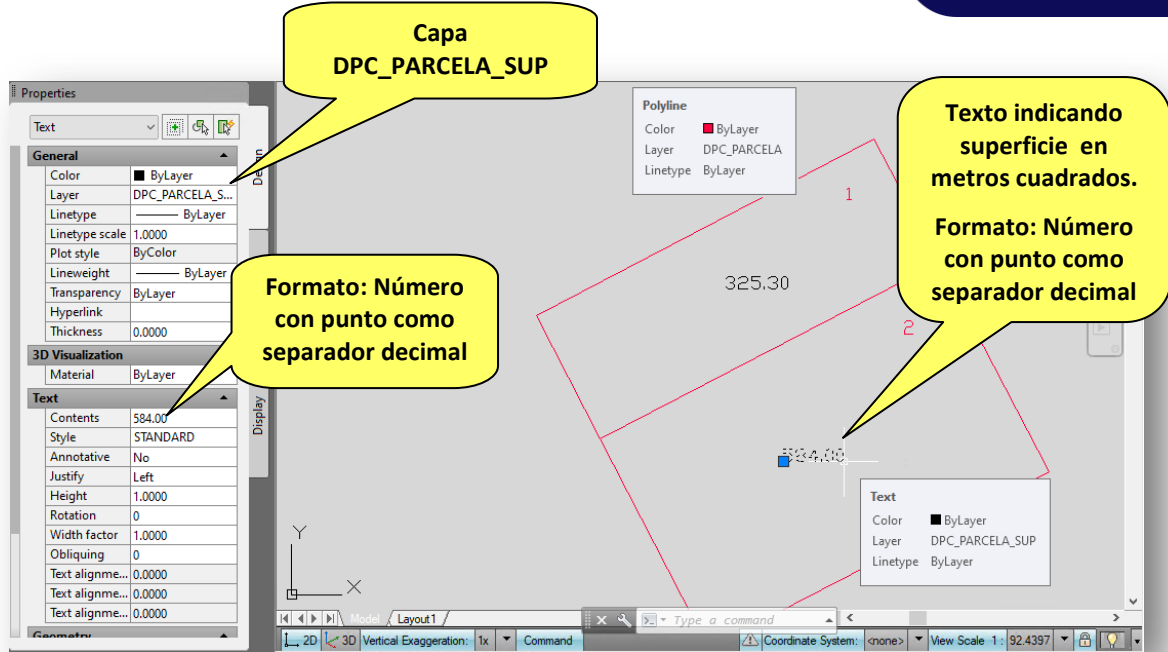 Capa
DPC_PARCELA_SUP
Properties
Text
General
Color ByLayer
Layer DPC_PARCELA_S...
Linetype ByLayer
Linetype scale 1.0000
Plot style ByColor
Lineweight ByLayer
Transparency ByLayer
Hyperlink
Thickness 0.0000
3D Visualization
Material ByLayer
Text
Contents 584.00
Style STANDARD
Annotative No
Justify Left
Height 1.0000
Rotation 0
Width factor 1.0000
Obliquing 0
Text alignme... 0.0000
Text alignme... 0.0000
Text alignme... 0.0000
Geometry
Design
Display
Formato: Número
con punto como
separador decimal
Polyline
Color ByLayer
Layer DPC_PARCELA
Linetype ByLayer
1
325.30
2
584.00
Texto indicando
superficie en
metros cuadrados.
Formato: Número
con punto como
separador decimal
Text
Color ByLayer
Layer DPC_PARCELA_SUP
Linetype ByLayer
Y
X
Model Layout1
Type a command
2D 3D Vertical Exaggeration: 1x Command Coordinate System: <none> View Scale 1 : 92.4397